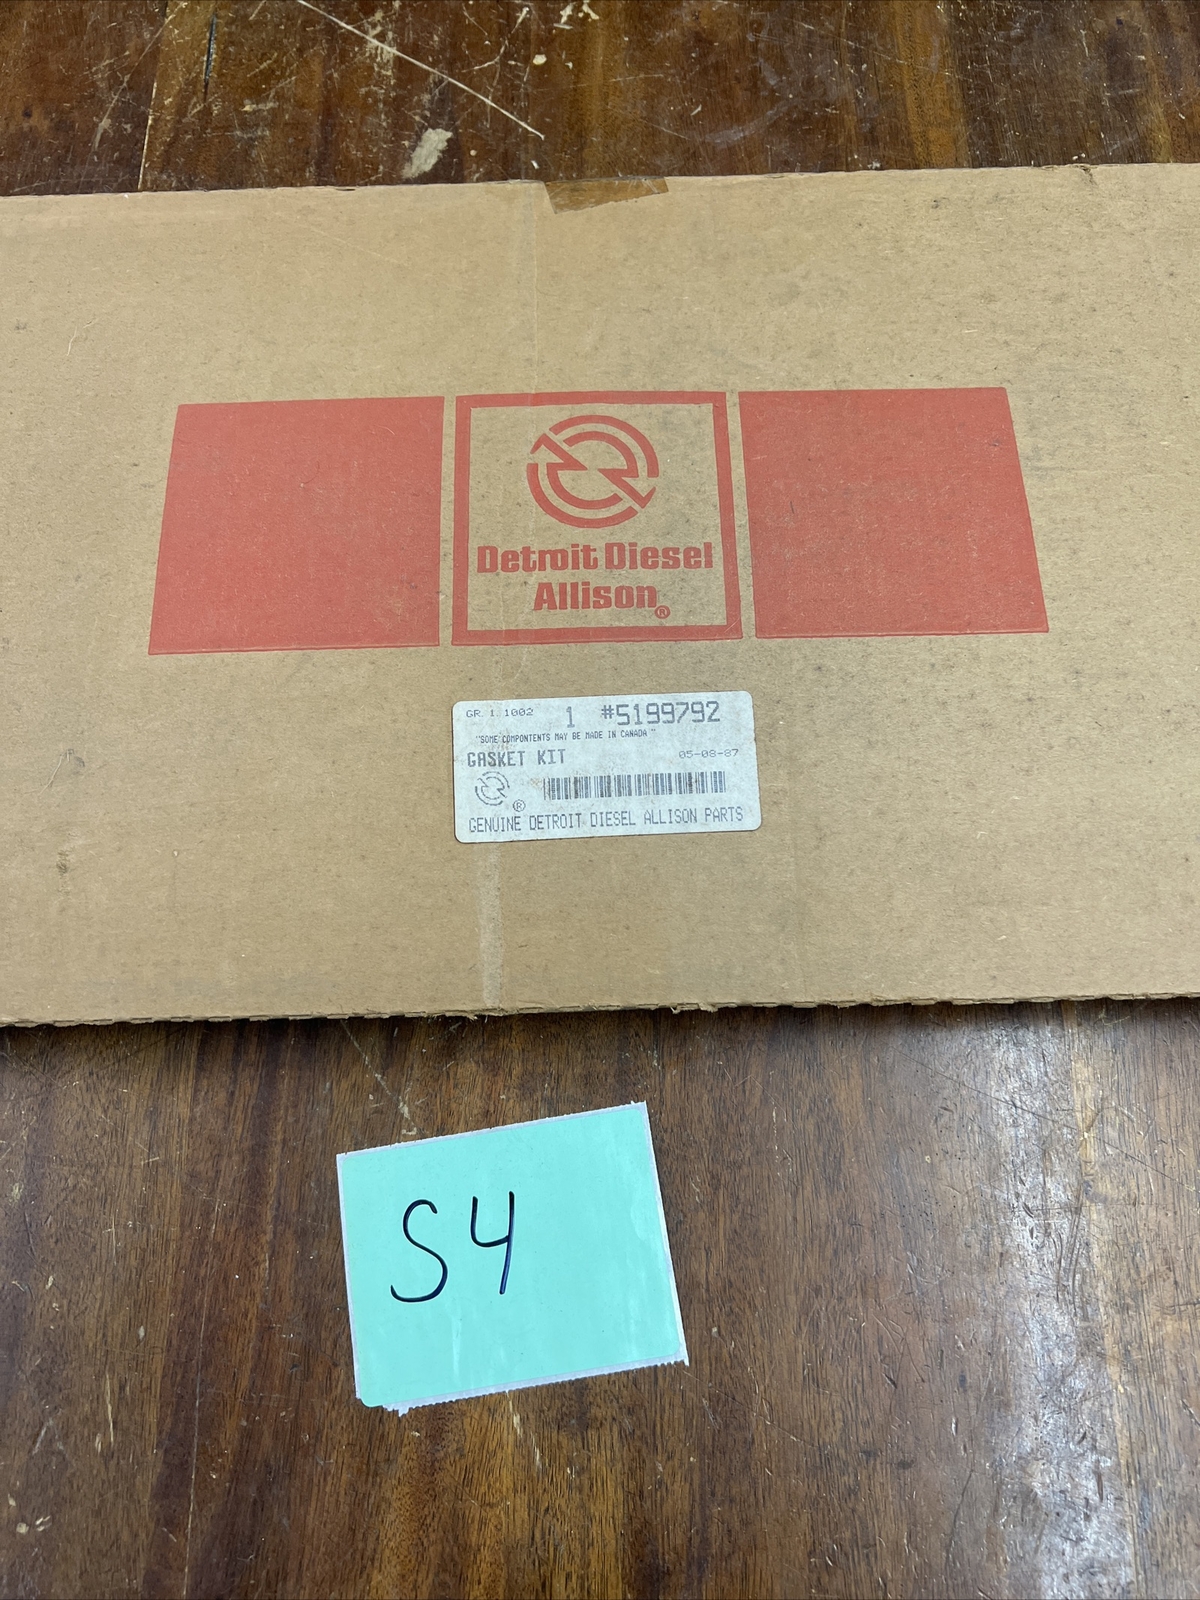 Detroit Diesel
Allison®
GR 1.1002 1 #5199792
"SOME COMPONTENTS MAY BE MADE IN CANADA"
GASKET KIT 05-08-87
®
GENUINE DETROIT DIESEL ALLISON PARTS
S4